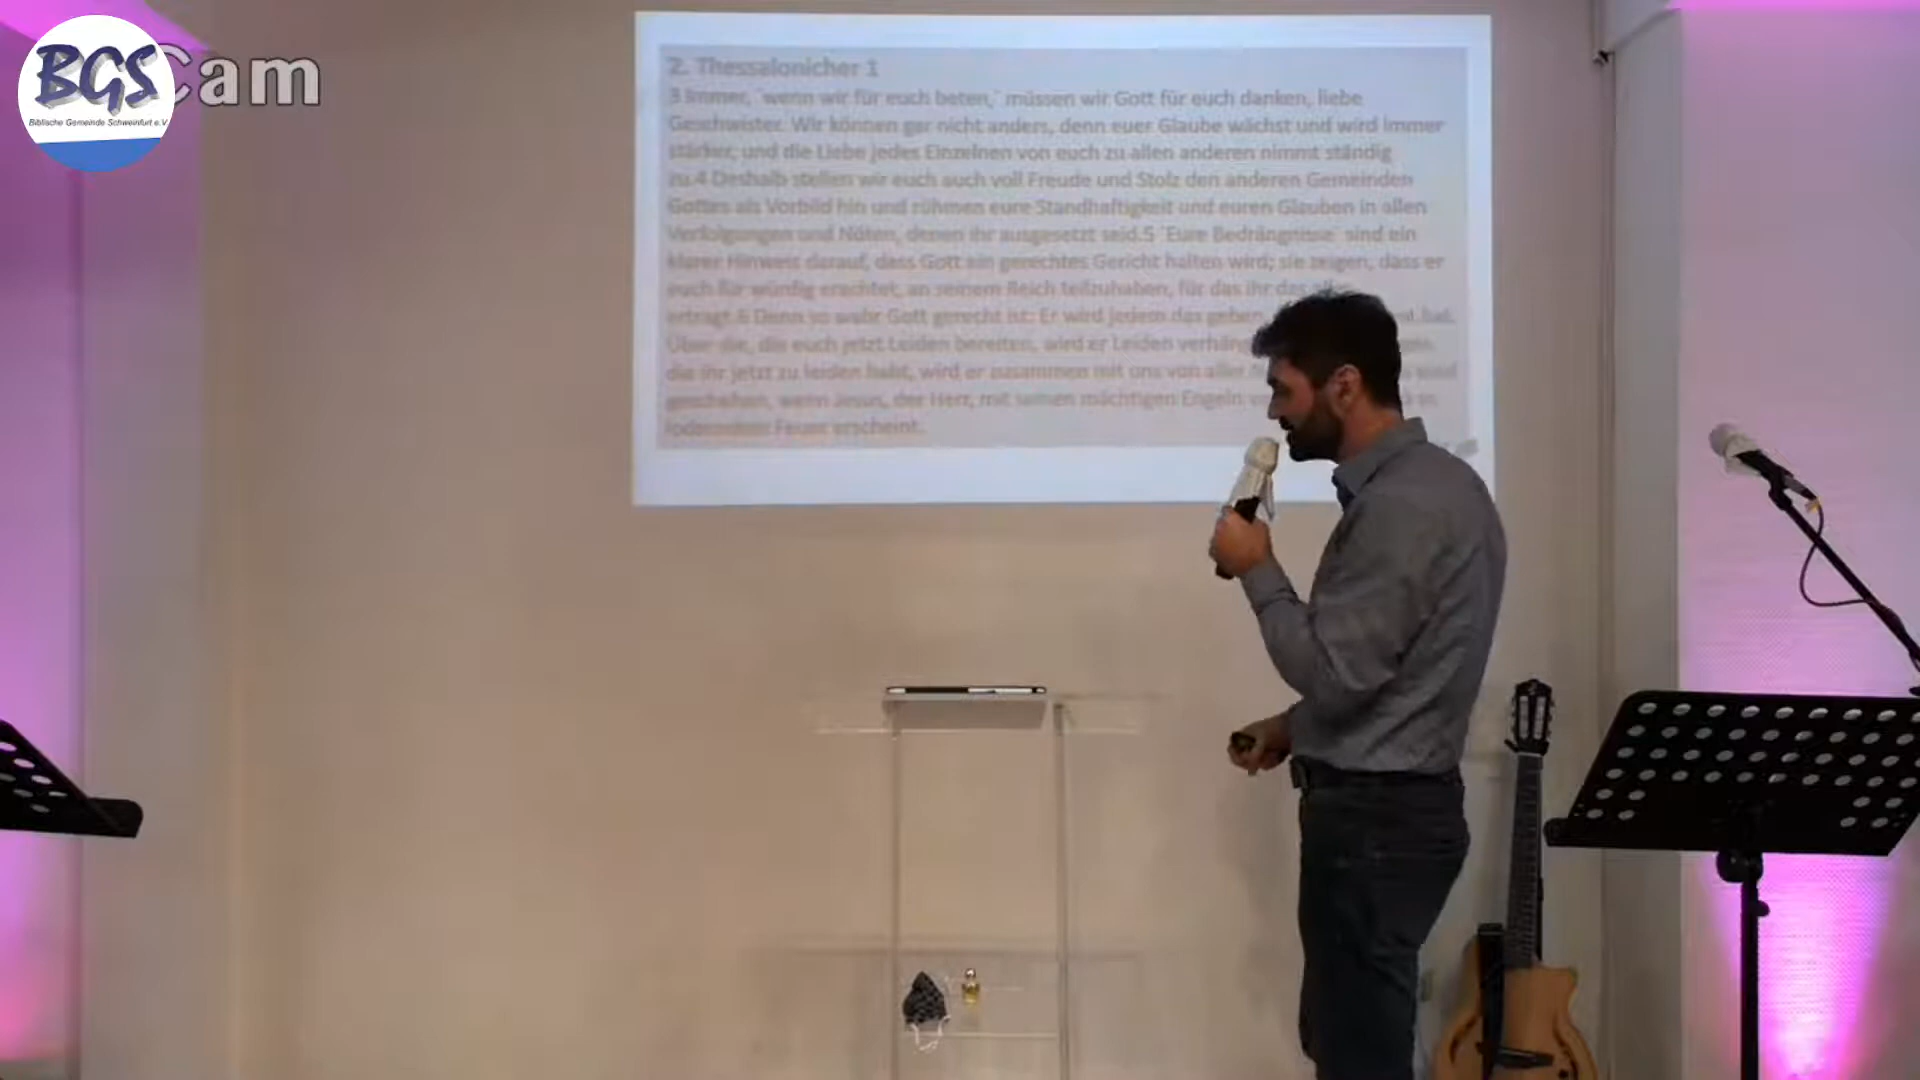 BGS
Cam
Biblische Gemeinde Schweinfurt e.V.
2. Thessalonicher 1
3 Immer, ´wenn wir für euch beten,` müssen wir Gott für euch danken, liebe
Geschwister. Wir können gar nicht anders, denn euer Glaube wächst und wird immer
stärker, und die Liebe jedes Einzelnen von euch zu allen anderen nimmt ständig
zu.4 Deshalb stellen wir euch auch voll Freude und Stolz den anderen Gemeinden
Gottes als Vorbild hin und rühmen eure Standhaftigkeit und euren Glauben in allen
Verfolgungen und Nöten, denen ihr ausgesetzt seid.5 ´Eure Bedrängnisse` sind ein
klarer Hinweis darauf, dass Gott ein gerechtes Gericht halten wird; sie zeigen, dass er
euch für würdig erachtet, an seinem Reich teilzuhaben, für das ihr das alles
ertragt.6 Denn so wahr Gott gerecht ist: Er wird jedem das geben,
Über die, die euch jetzt Leiden bereiten, wird er Leiden
die ihr jetzt zu leiden habt, wird er zusammen mit uns von aller
geschehen, wenn Jesus, der Herr, mit seinen mächtigen Engeln
loderndem Feuer erscheint.